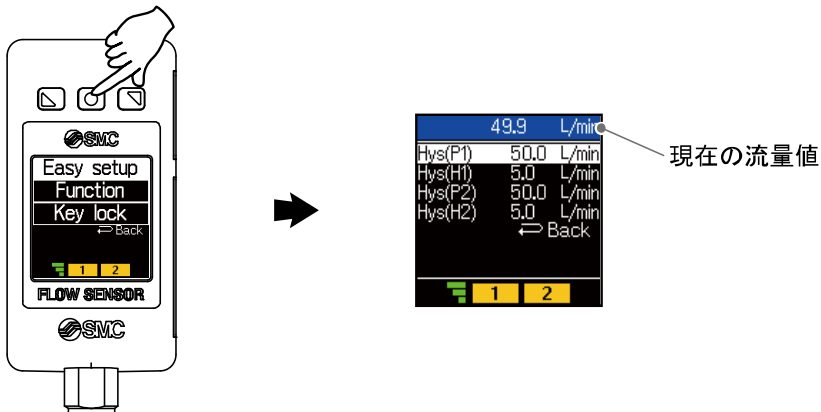 SMC
Easy setup
Function
Key lock
Back
1 2
FLOW SENSOR
SMC
49.9 L/min
Hys(P1) 50.0 L/min
Hys(H1) 5.0 L/min
Hys(P2) 50.0 L/min
Hys(H2) 5.0 L/min
Back
1 2
現在の流量値